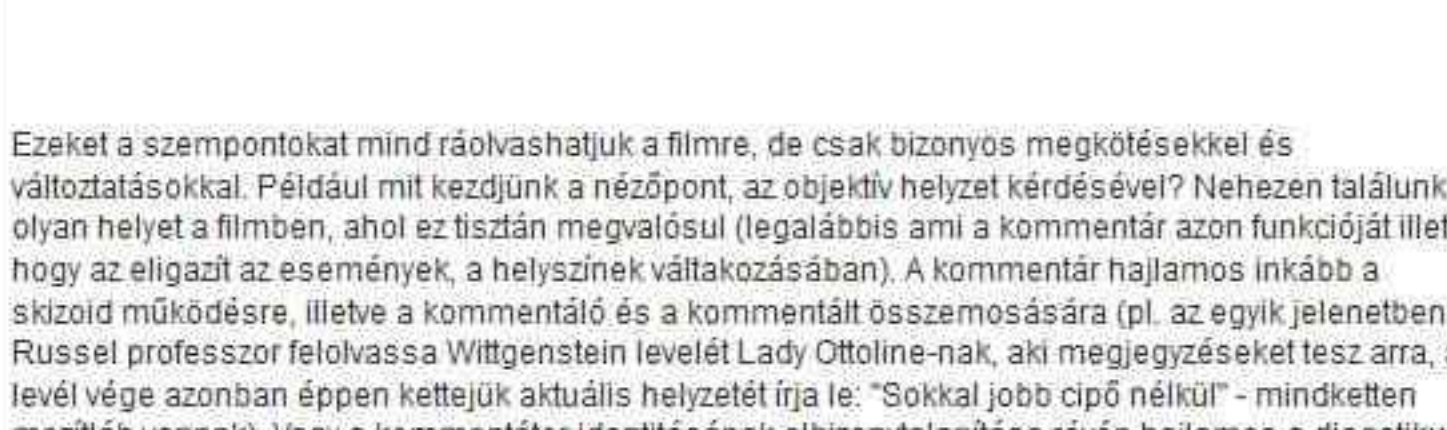 Ezeket a szempontokat mind ráolvashatjuk a filmre, de csak bizonyos megkötésekkel és
változtatásokkal. Például mit kezdjünk a nézőpont, az objektív helyzet kérdésével? Nehezen találunk
olyan helyet a filmben, ahol ez tisztán megvalósul (legalábbis ami a kommentár azon funkcióját illet
hogy az eligazít az események, a helyszínek váltakozásában). A kommentár hajlamos inkább a
skizoid működésre, illetve a kommentáló és a kommentált összemosására (pl. az egyik jelenetben
Russel professzor felolvassa Wittgenstein levelét Lady Ottoline-nak, aki megjegyzéseket tesz arra,
levél vége azonban éppen kettejük aktuális helyzetét írja le: "Sokkal jobb cipő nélkül" - mindketten